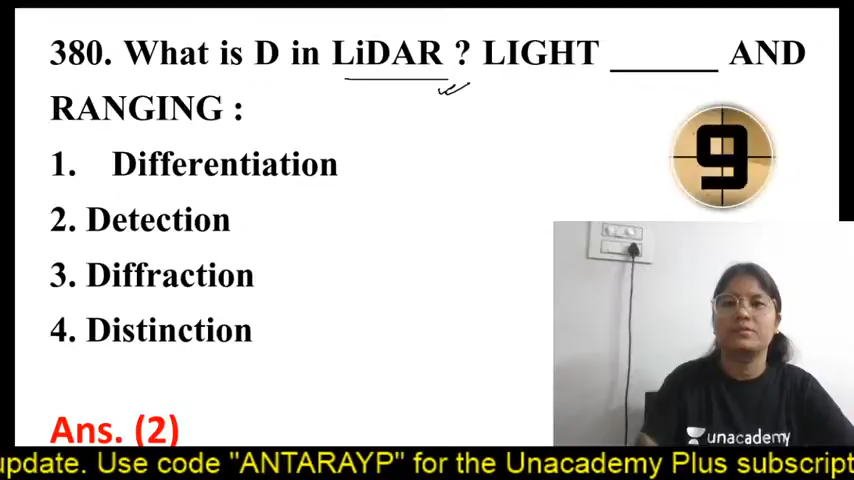 380. What is D in LiDAR ? LIGHT ______ AND
RANGING :
1. Differentiation
2. Detection
3. Diffraction
4. Distinction
9
Ans. (2)
unacademy
update. Use code "ANTARAYP" for the Unacademy Plus subscript